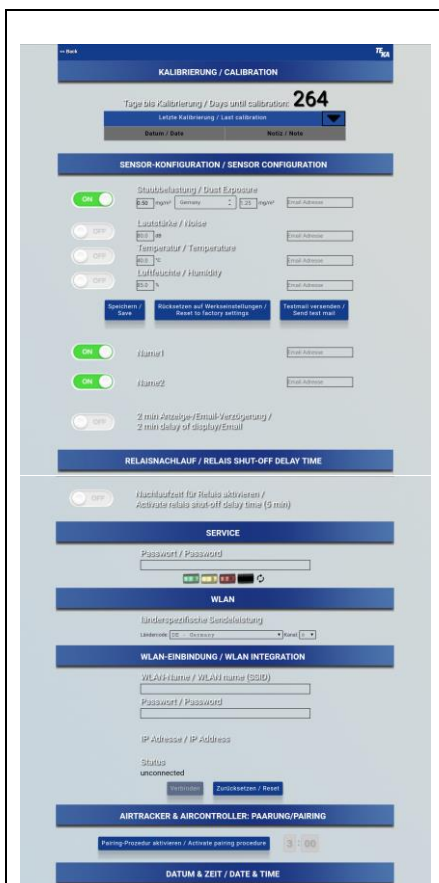 << Back
TEKA
KALIBRIERUNG / CALIBRATION
Tage bis Kalibrierung / Days until calibration: 264
Letzte Kalibrierung / Last calibration
Datum / Date Notiz / Note
SENSOR-KONFIGURATION / SENSOR CONFIGURATION
Staubbelastung / Dust Exposure
ON 0.50 mg/m³ Germany 1.25 mg/m³ Email Adresse
Lautstärke / Noise
OFF 80.0 dB Email Adresse
Temperatur / Temperature
OFF 40.0 °C Email Adresse
Luftfeuchte / Humidity
OFF 85.0 % Email Adresse
Speichern / Save
Rücksetzen auf Werkseinstellungen / Reset to factory settings
Testmail versenden / Send test mail
ON Name1 Email Adresse
ON Name2 Email Adresse
OFF 2 min Anzeige-/Email-Verzögerung /
2 min delay of display/Email
RELAISNACHLAUF / RELAIS SHUT-OFF DELAY TIME
OFF Nachlaufzeit für Relais aktivieren /
Activate relais shut-off delay time (5 min)
SERVICE
Passwort / Password
WLAN
länderspezifische Sendeleistung
Ländercode: DE - Germany Kanal: 6
WLAN-EINBINDUNG / WLAN INTEGRATION
WLAN-Name / WLAN name (SSID)
Passwort / Password
IP Adresse / IP Address
Status
unconnected
Verbinden Zurücksetzen / Reset
AIRTRACKER & AIRCONTROLLER: PAARUNG/PAIRING
Pairing-Prozedur aktivieren / Activate pairing procedure 3 : 00
DATUM & ZEIT / DATE & TIME